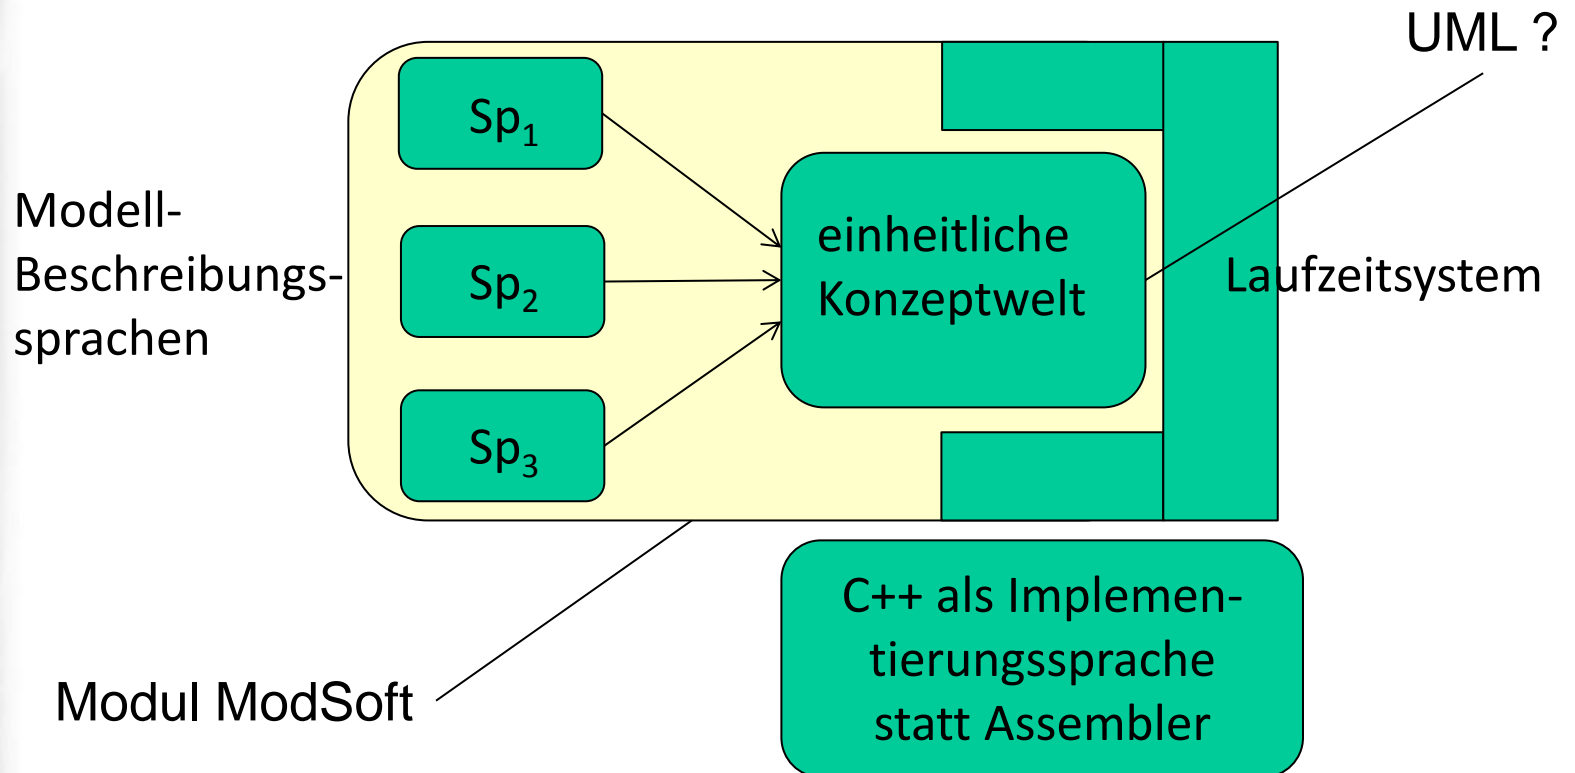 UML ?
Sp₁
Modell-
Beschreibungs-
sprachen
Sp₂
einheitliche
Konzeptwelt
Laufzeitsystem
Sp₃
C++ als Implemen-
tierungssprache
statt Assembler
Modul ModSoft